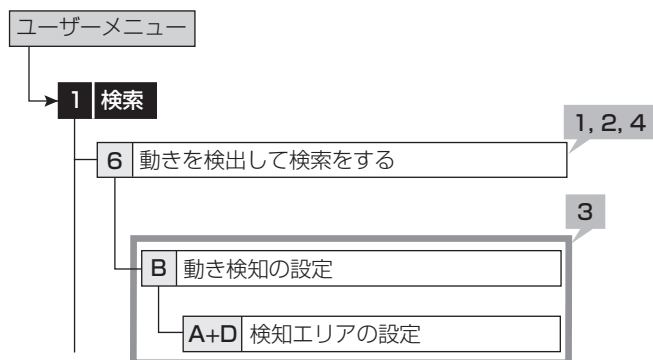 ユーザーメニュー
1 検索
1, 2, 4
6 動きを検出して検索をする
3
B 動き検知の設定
A+D 検知エリアの設定